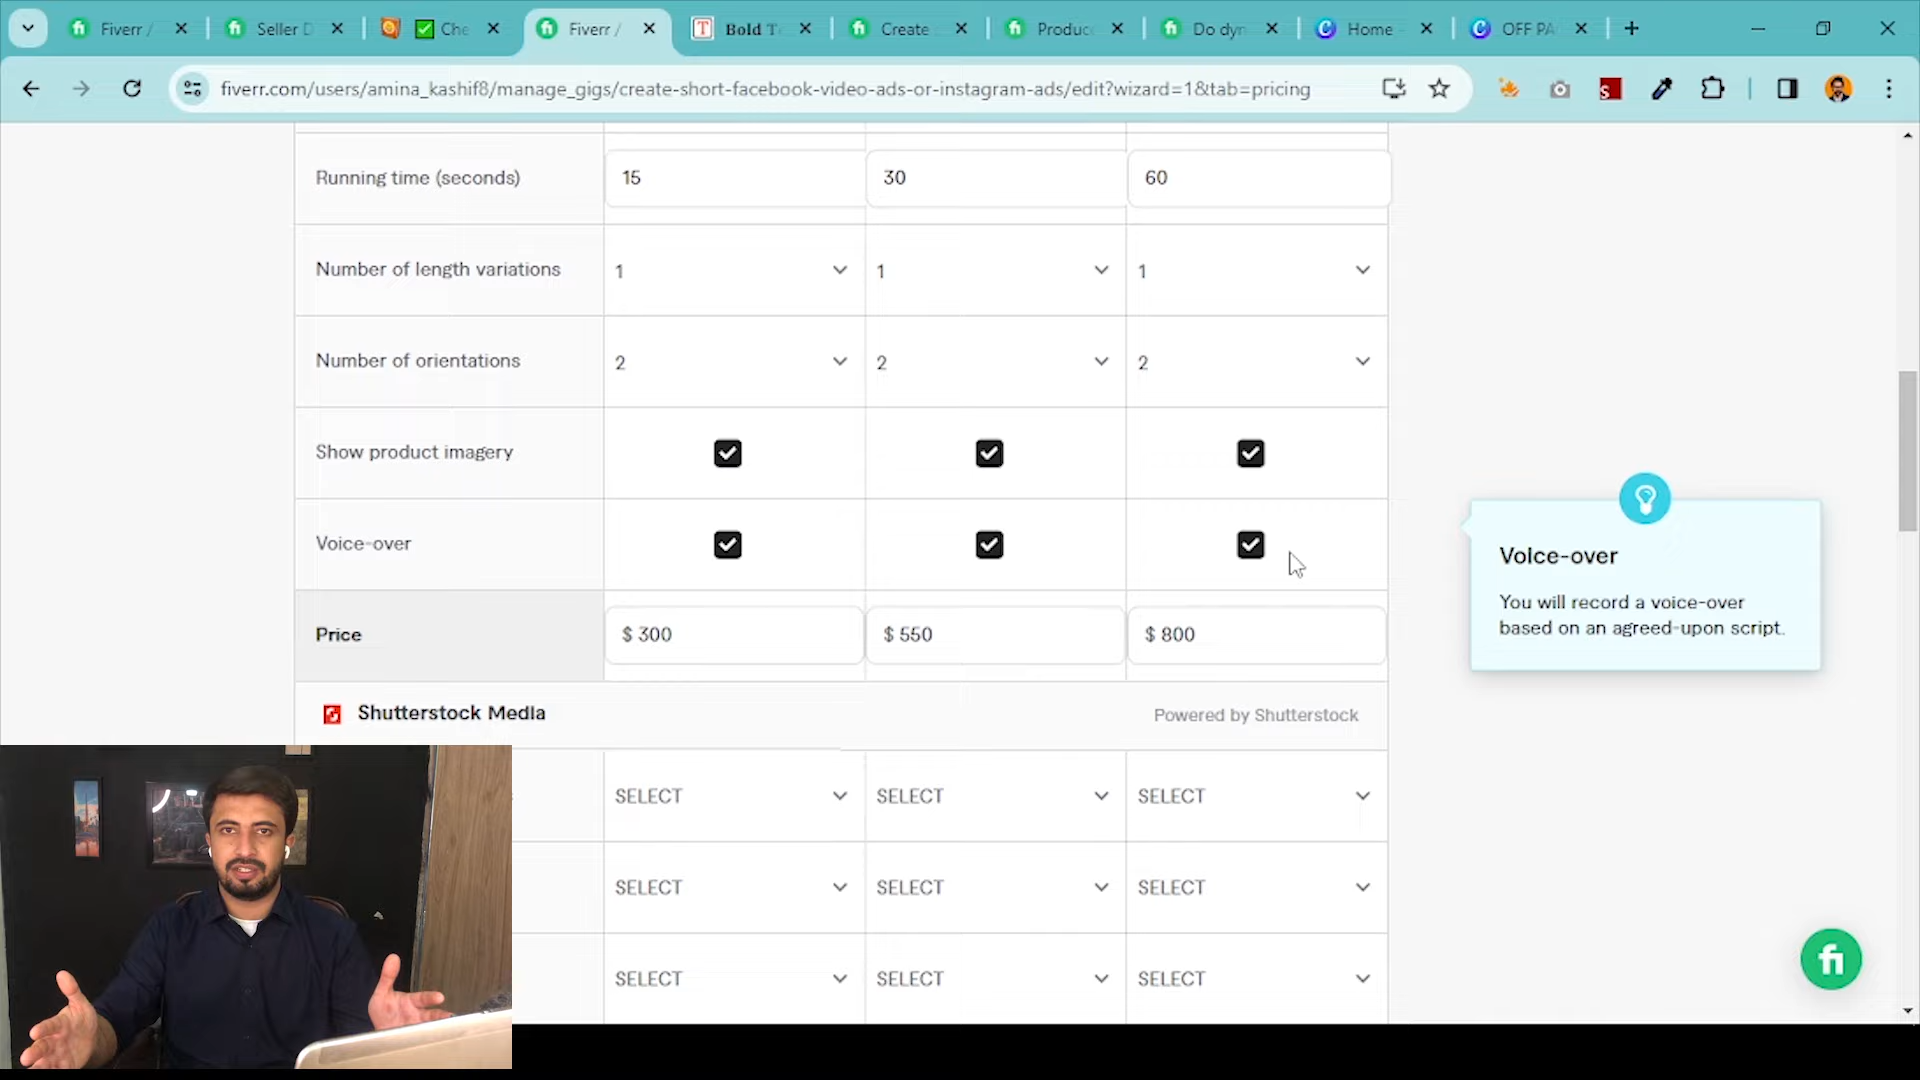 Fiverr /
Seller D
Che
Fiverr /
Bold T
Create
Produc
Do dyn
Home -
OFF PA
fiverr.com/users/amina_kashif8/manage_gigs/create-short-facebook-video-ads-or-instagram-ads/edit?wizard=1&tab=pricing
Running time (seconds) 15 30 60
Number of length variations 1 1 1
Number of orientations 2 2 2
Show product imagery
Voice-over
Price $ 300 $ 550 $ 800
Voice-over
You will record a voice-over
based on an agreed-upon script.
Shutterstock Media Powered by Shutterstock
SELECT SELECT SELECT
SELECT SELECT SELECT
SELECT SELECT SELECT
fi